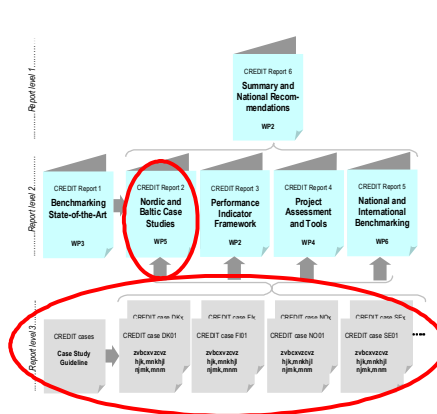 Report level 1
CREDIT Report 6
Summary and
National Recom-
mendations
WP2
Report level 2
CREDIT Report 1
Benchmarking
State-of-the-Art
WP3
CREDIT Report 2
Nordic and
Baltic Case
Studies
WP5
CREDIT Report 3
Performance
Indicator
Framework
WP2
CREDIT Report 4
Project
Assessment
and Tools
WP4
CREDIT Report 5
National and
International
Benchmarking
WP6
Report level 3
CREDIT cases
Case Study
Guideline
CREDIT case DKx
CREDIT case FIx
CREDIT case NOx
CREDIT case SEx
CREDIT case DK01
zvbcxvzcvz
hjk,mnkhjl
njmk,mnm
CREDIT case FI01
zvbcxvzcvz
hjk,mnkhjl
njmk,mnm
CREDIT case NO01
zvbcxvzcvz
hjk,mnkhjl
njmk,mnm
CREDIT case SE01
zvbcxvzcvz
hjk,mnkhjl
njmk,mnm